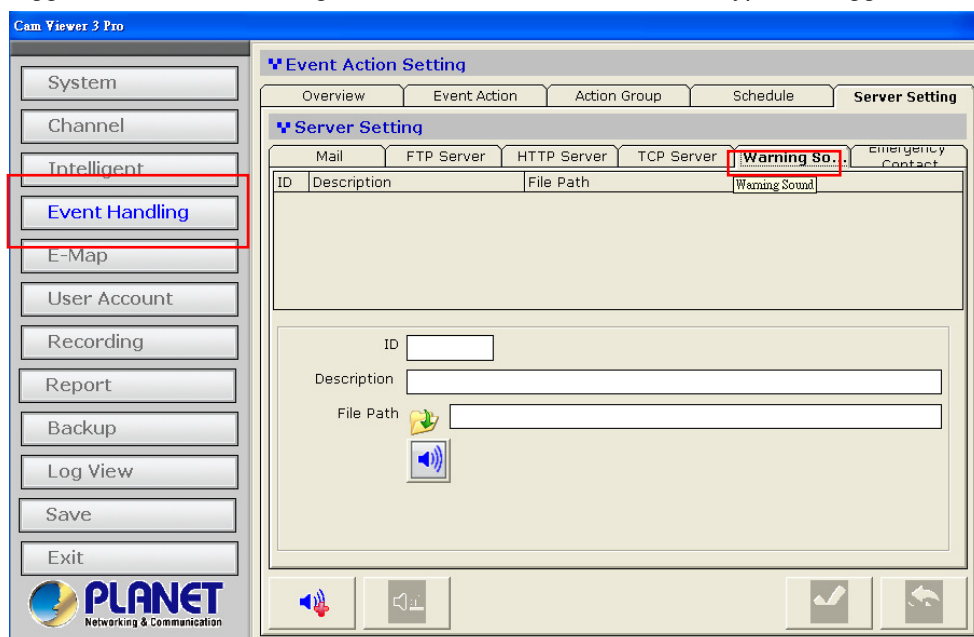 Cam Viewer 3 Pro
Event Action Setting
System
Overview Event Action Action Group Schedule Server Setting
Channel
Server Setting
Mail FTP Server HTTP Server TCP Server Warning So... Emergency Contact
Intelligent
ID Description File Path
Warning Sound
Event Handling
E-Map
User Account
Recording
ID
Report
Description
File Path
Backup
Log View
Save
Exit
PLANET
Networking & Communication